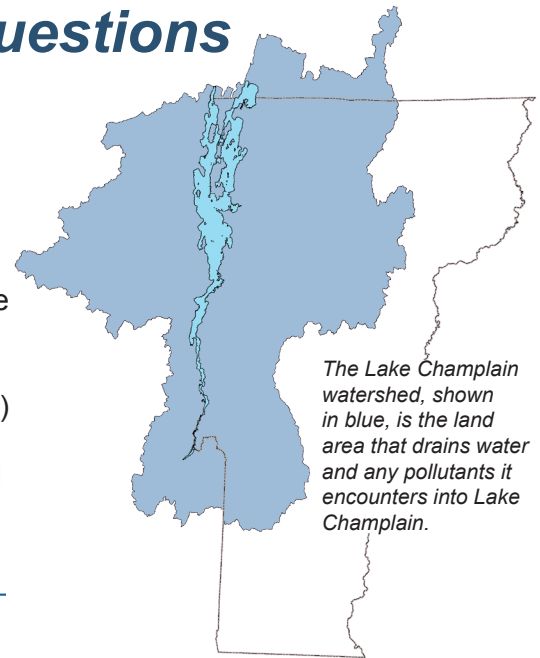 uestions
e
)
The Lake Champlain
watershed, shown
in blue, is the land
area that drains water
and any pollutants it
encounters into Lake
Champlain.